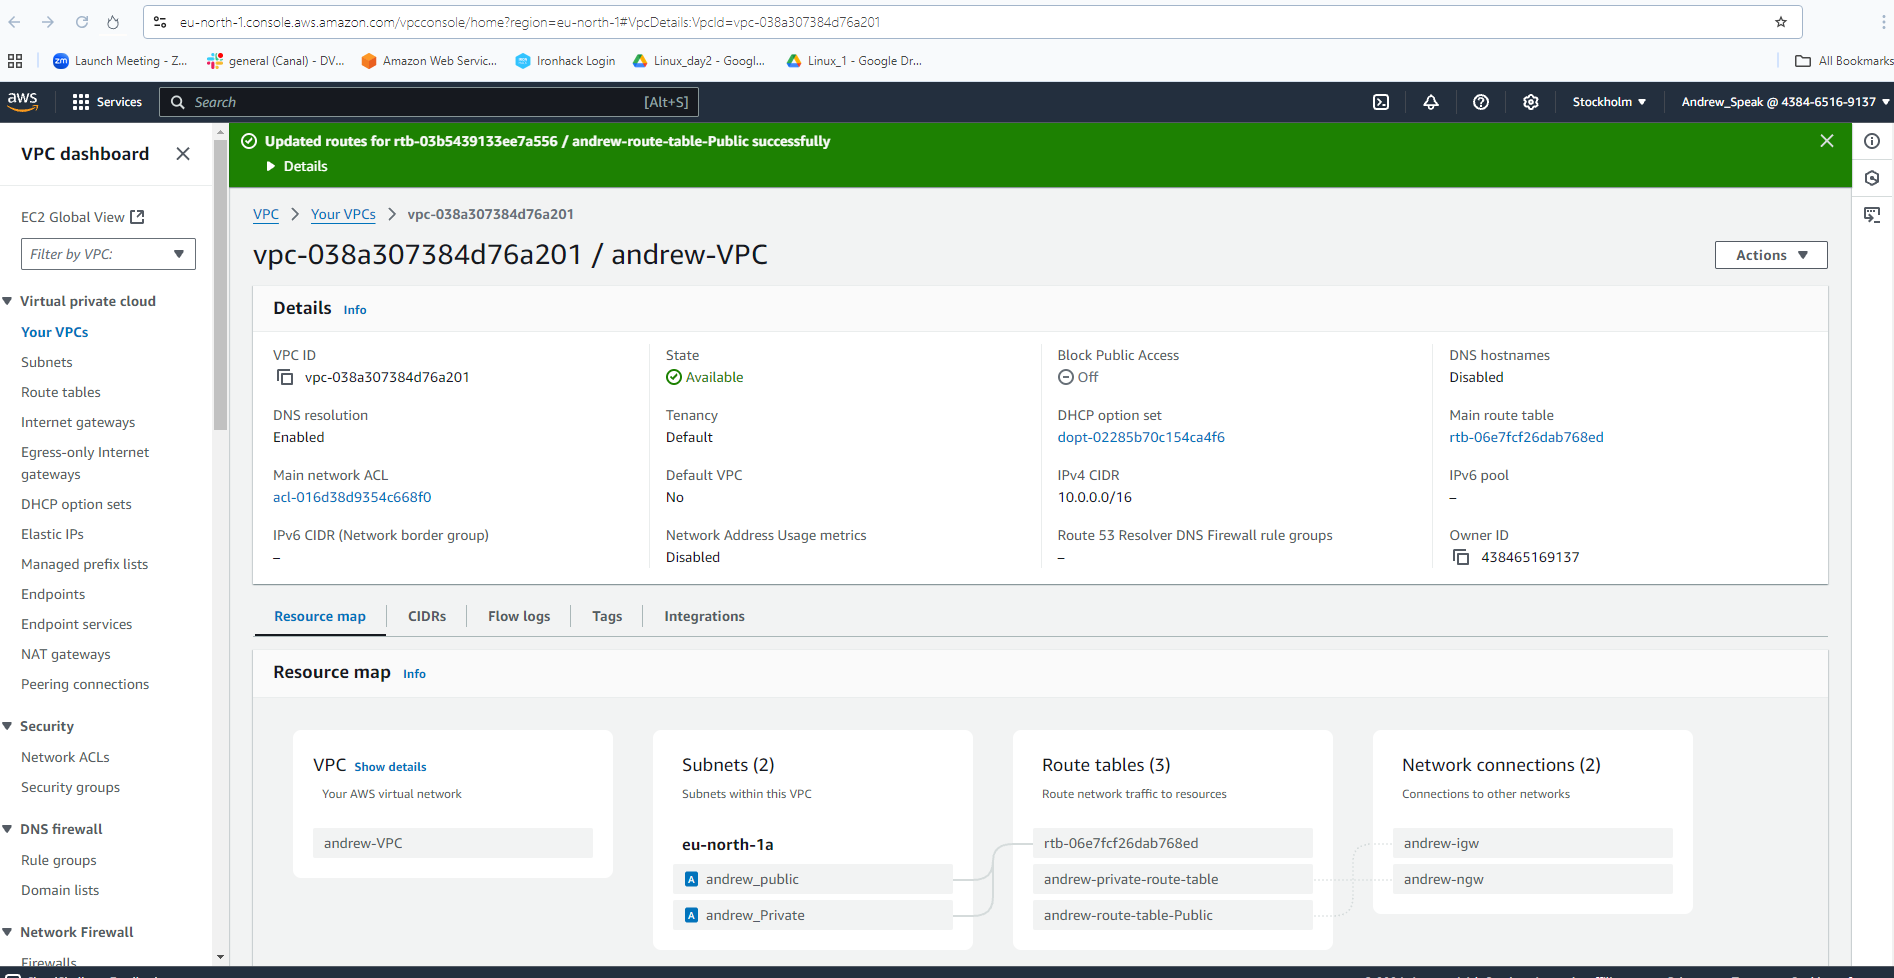 eu-north-1.console.aws.amazon.com/vpcconsole/home?region=eu-north-1#VpcDetails:VpcId=vpc-038a307384d76a201
zm Launch Meeting - Z... general (Canal) - DV... Amazon Web Servic... Ironhack Login Linux_day2 - Googl... Linux_1 - Google Dr... All Bookmarks
aws Services Search [Alt+S] Stockholm Andrew_Speak @ 4384-6516-9137
VPC dashboard
EC2 Global View
Filter by VPC:
Virtual private cloud
Your VPCs
Subnets
Route tables
Internet gateways
Egress-only Internet
gateways
DHCP option sets
Elastic IPs
Managed prefix lists
Endpoints
Endpoint services
NAT gateways
Peering connections
Security
Network ACLs
Security groups
DNS firewall
Rule groups
Domain lists
Network Firewall
Firewalls
Updated routes for rtb-03b5439133ee7a556 / andrew-route-table-Public successfully
Details
VPC Your VPCs vpc-038a307384d76a201
vpc-038a307384d76a201 / andrew-VPC
Actions
Details Info
VPC ID
vpc-038a307384d76a201
State
Available
Block Public Access
Off
DNS hostnames
Disabled
DNS resolution
Enabled
Tenancy
Default
DHCP option set
dopt-02285b70c154ca4f6
Main route table
rtb-06e7fcf26dab768ed
Main network ACL
acl-016d38d9354c668f0
Default VPC
No
IPv4 CIDR
10.0.0.0/16
IPv6 pool
–
IPv6 CIDR (Network border group)
–
Network Address Usage metrics
Disabled
Route 53 Resolver DNS Firewall rule groups
–
Owner ID
438465169137
Resource map CIDRs Flow logs Tags Integrations
Resource map Info
VPC Show details
Your AWS virtual network
andrew-VPC
Subnets (2)
Subnets within this VPC
eu-north-1a
A andrew_public
A andrew_Private
Route tables (3)
Route network traffic to resources
rtb-06e7fcf26dab768ed
andrew-private-route-table
andrew-route-table-Public
Network connections (2)
Connections to other networks
andrew-igw
andrew-ngw